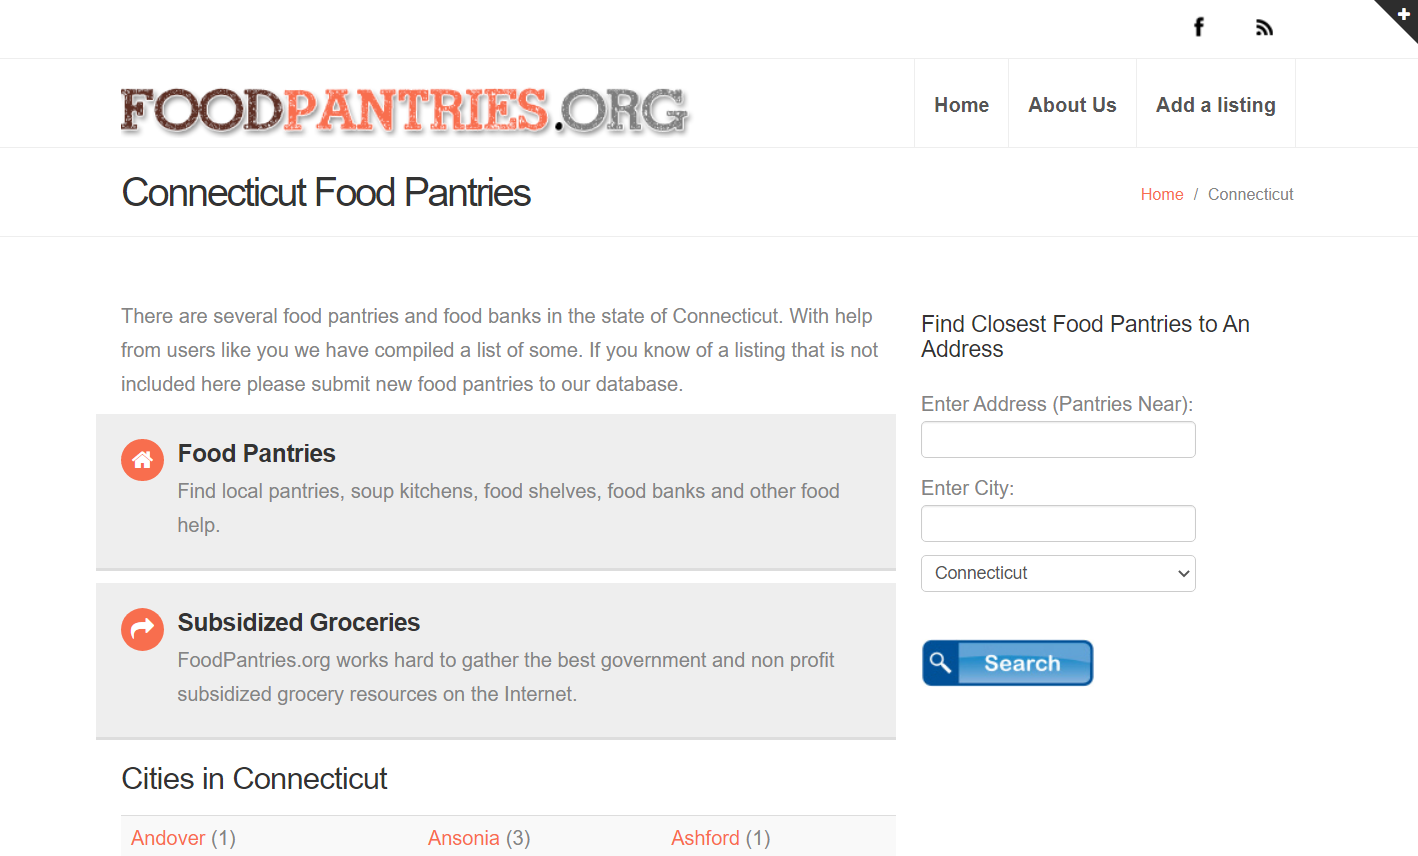 FOODPANTRIES.ORG
Home
About Us
Add a listing
Connecticut Food Pantries
Home / Connecticut
There are several food pantries and food banks in the state of Connecticut. With help
from users like you we have compiled a list of some. If you know of a listing that is not
included here please submit new food pantries to our database.
Food Pantries
Find local pantries, soup kitchens, food shelves, food banks and other food
help.
Subsidized Groceries
FoodPantries.org works hard to gather the best government and non profit
subsidized grocery resources on the Internet.
Cities in Connecticut
Andover (1)
Ansonia (3)
Ashford (1)
Find Closest Food Pantries to An
Address
Enter Address (Pantries Near):
Enter City:
Connecticut
Search